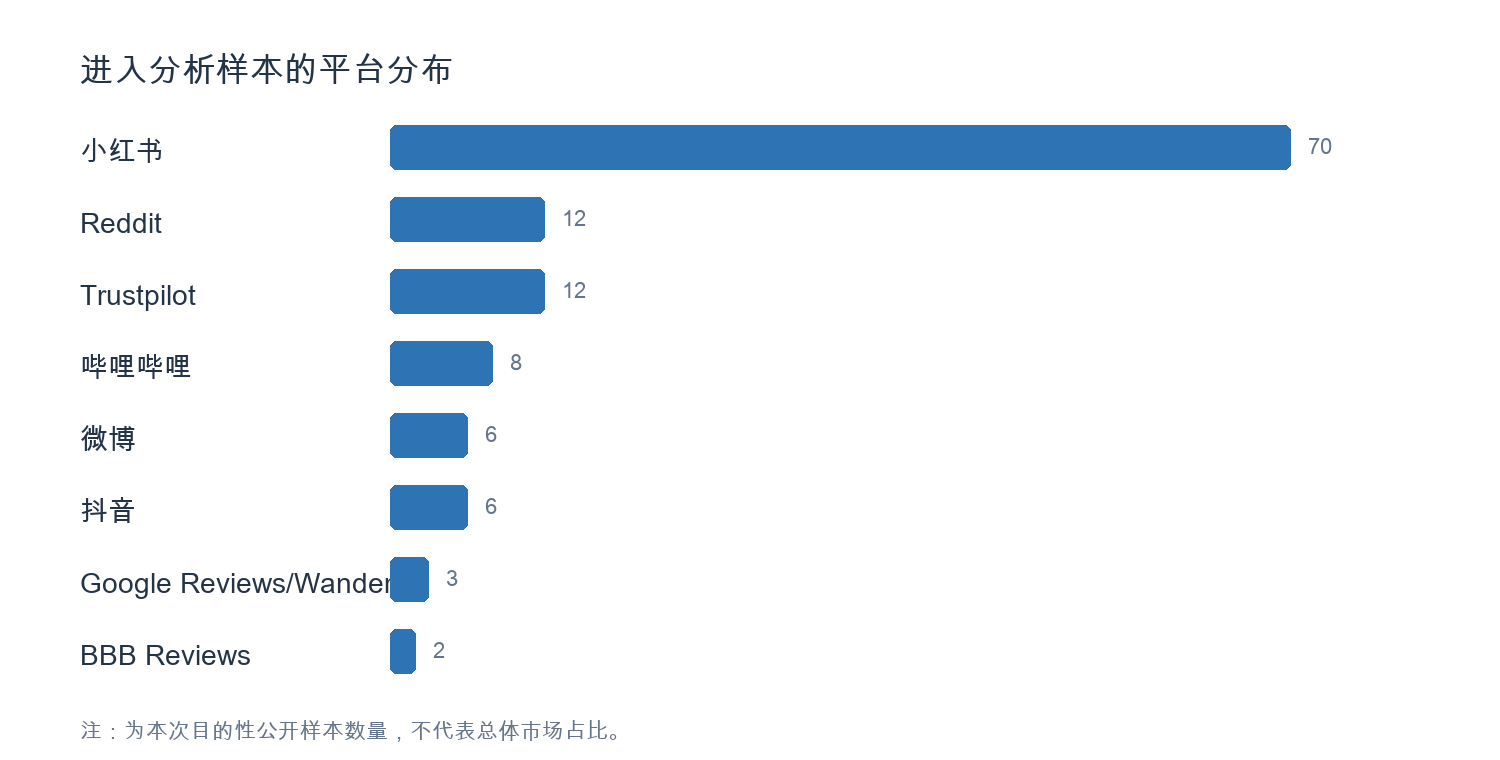 进入分析样本的平台分布
小红书 70
Reddit 12
Trustpilot 12
哔哩哔哩 8
微博 6
抖音 6
Google Reviews/Wander 3
BBB Reviews 2
注：为本次目的性公开样本数量，不代表总体市场占比。